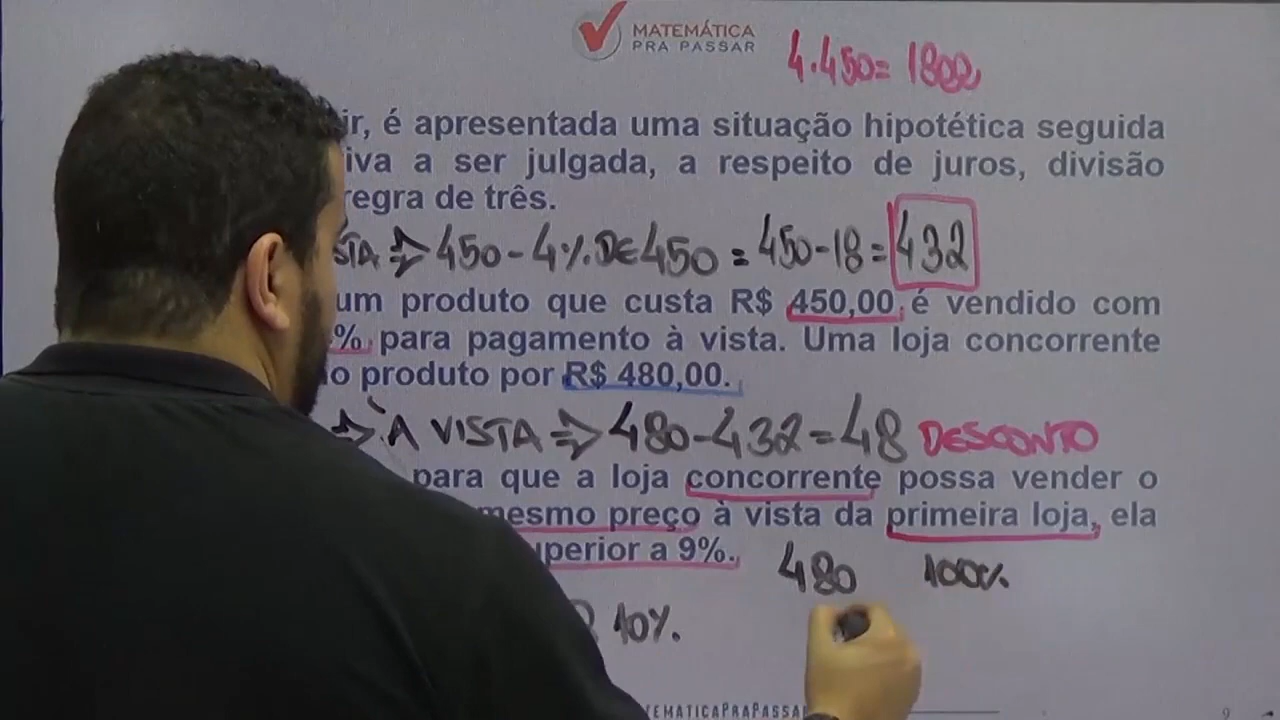 MATEMÁTICA
PRA PASSAR
4.450=1800
ir, é apresentada uma situação hipotética seguida
iva a ser julgada, a respeito de juros, divisão
regra de três.
STA ⇒ 450-4% DE 450 = 450-18 = 432
um produto que custa R$ 450,00, é vendido com
% para pagamento à vista. Uma loja concorrente
o produto por R$ 480,00.
⇒ À VISTA ⇒ 480-432=48 DESCONTO
para que a loja concorrente possa vender o
mesmo preço à vista da primeira loja, ela
uperior a 9%.
480 100%
10%.
TEMATICAPRAPASSAR
9